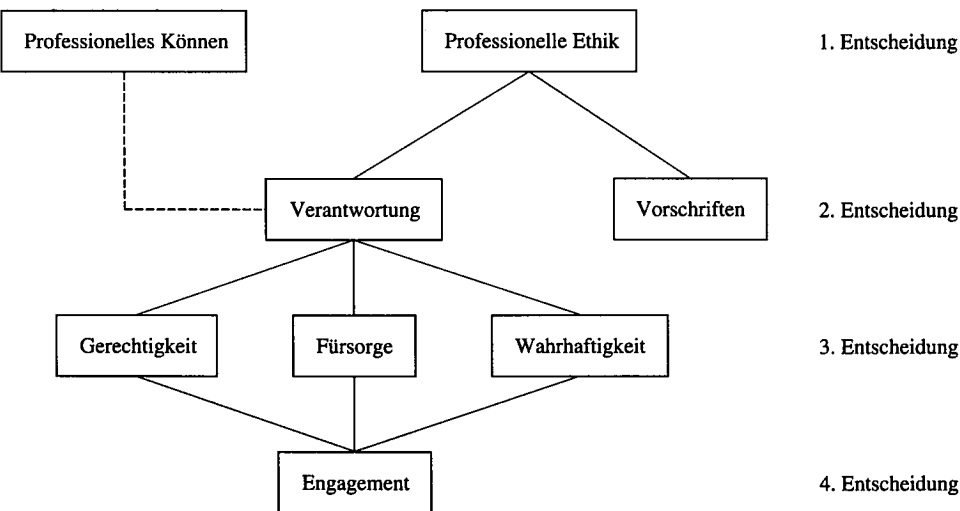 Professionelles Können
Professionelle Ethik
1. Entscheidung
Verantwortung
Vorschriften
2. Entscheidung
Gerechtigkeit
Fürsorge
Wahrhaftigkeit
3. Entscheidung
Engagement
4. Entscheidung